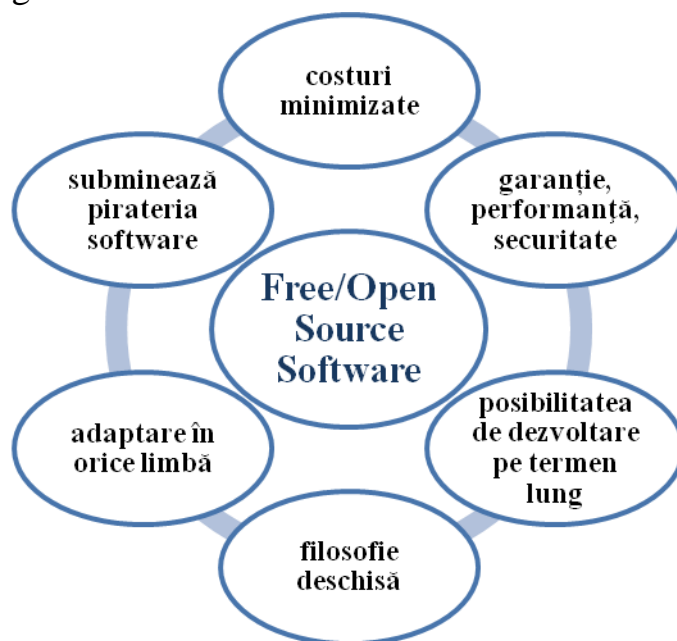 g
costuri
minimizate
garanție,
performanță,
securitate
posibilitatea
de dezvoltare
pe termen
lung
filosofie
deschisă
adaptare în
orice limbă
subminează
pirateria
software
Free/Open
Source
Software